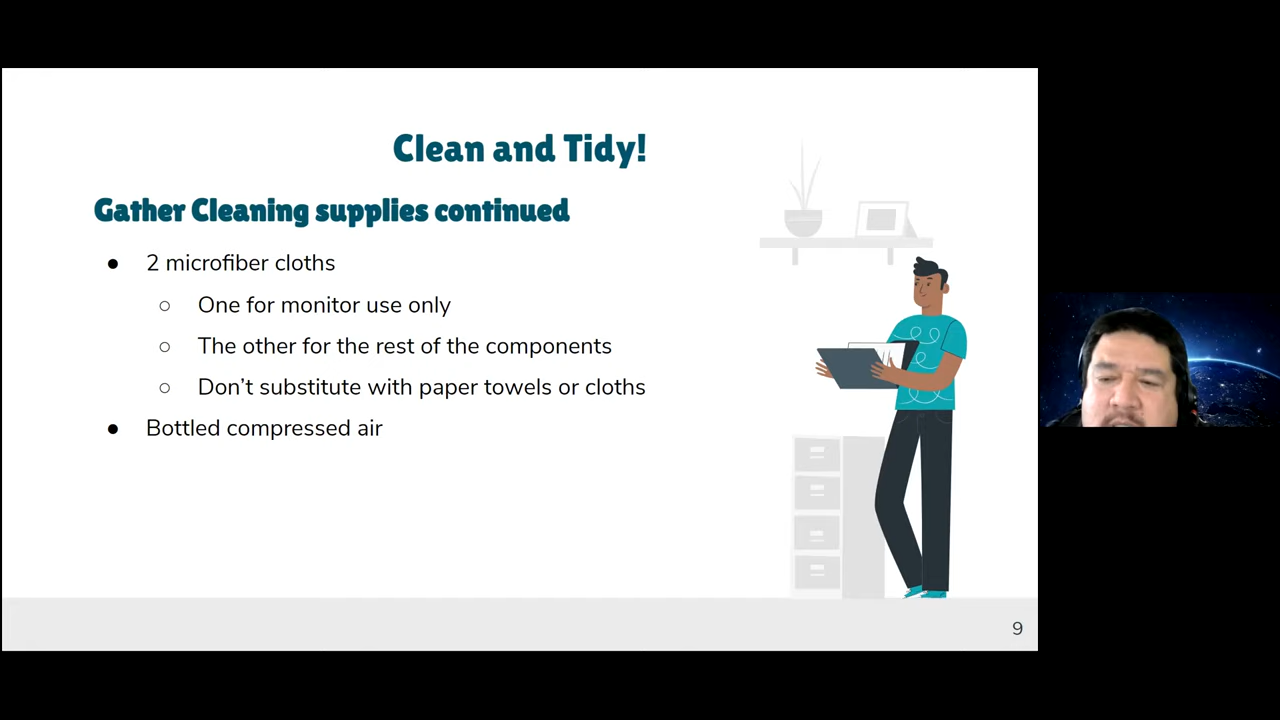 Clean and Tidy!
Gather Cleaning supplies continued
● 2 microfiber cloths
○ One for monitor use only
○ The other for the rest of the components
○ Don’t substitute with paper towels or cloths
● Bottled compressed air
9